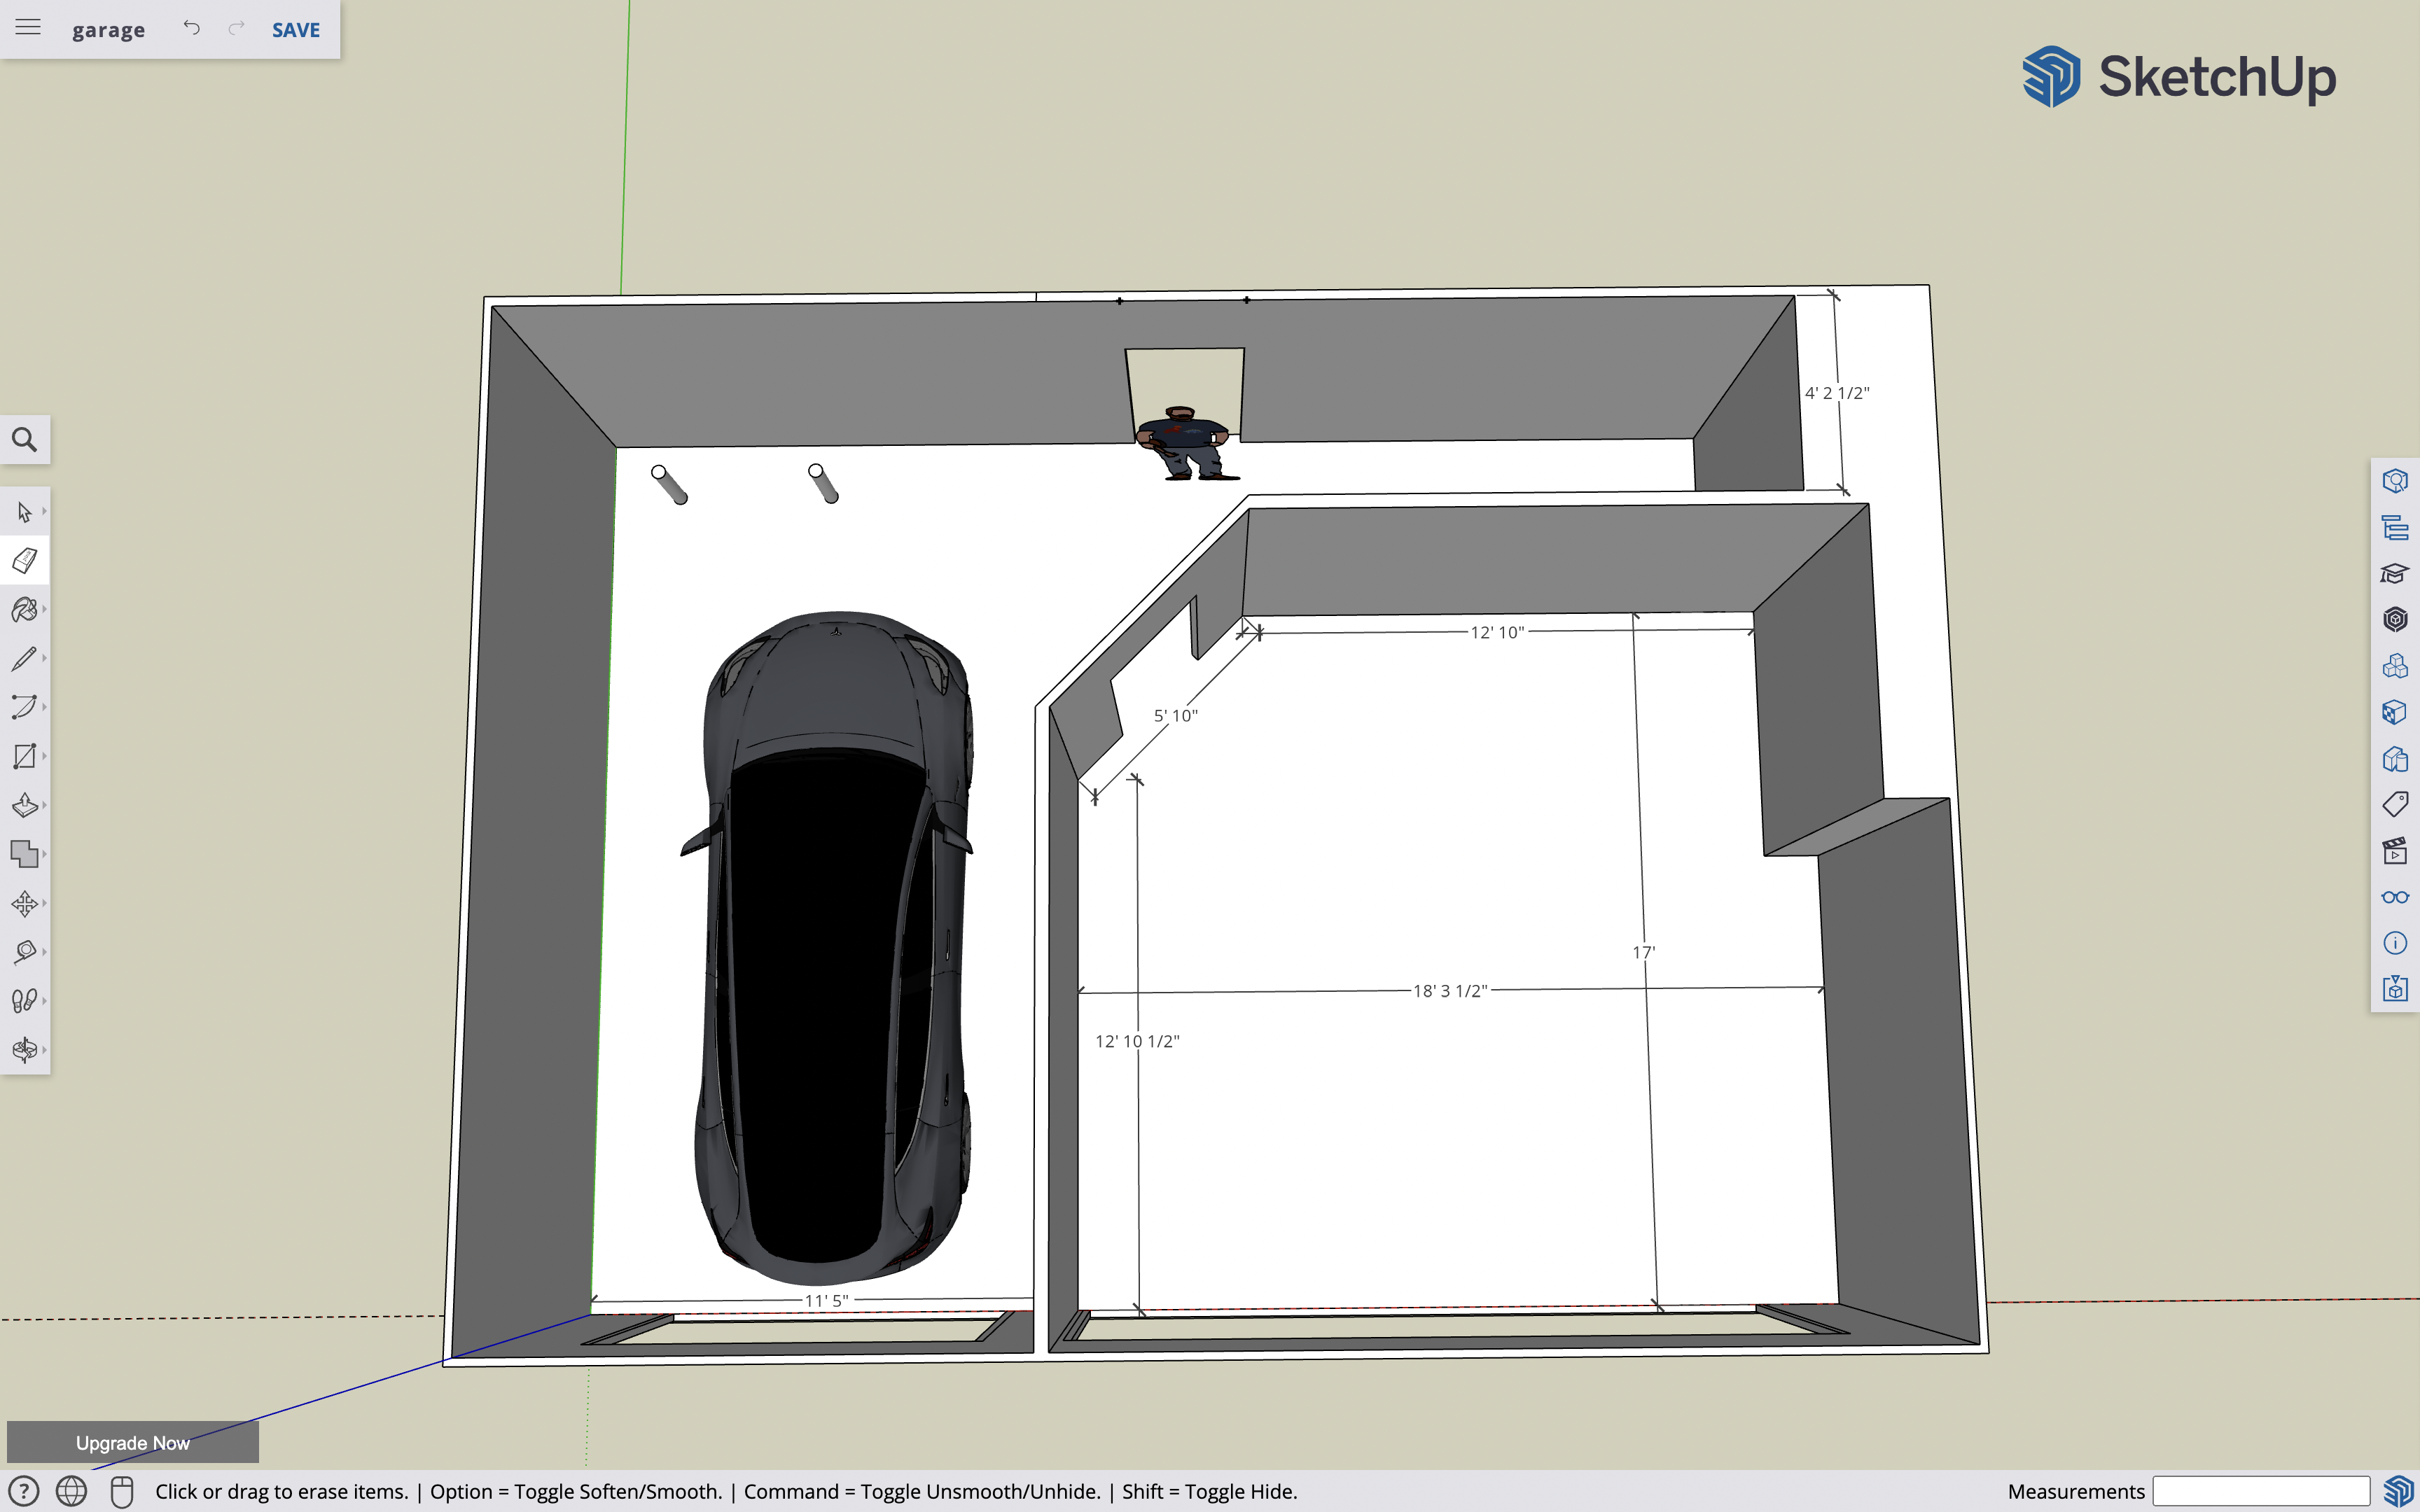 garage
SAVE
SketchUp
4' 2 1/2"
12' 10"
5' 10"
17'
18' 3 1/2"
12' 10 1/2"
11' 5"
Upgrade Now
Click or drag to erase items. | Option = Toggle Soften/Smooth. | Command = Toggle Unsmooth/Unhide. | Shift = Toggle Hide.
Measurements